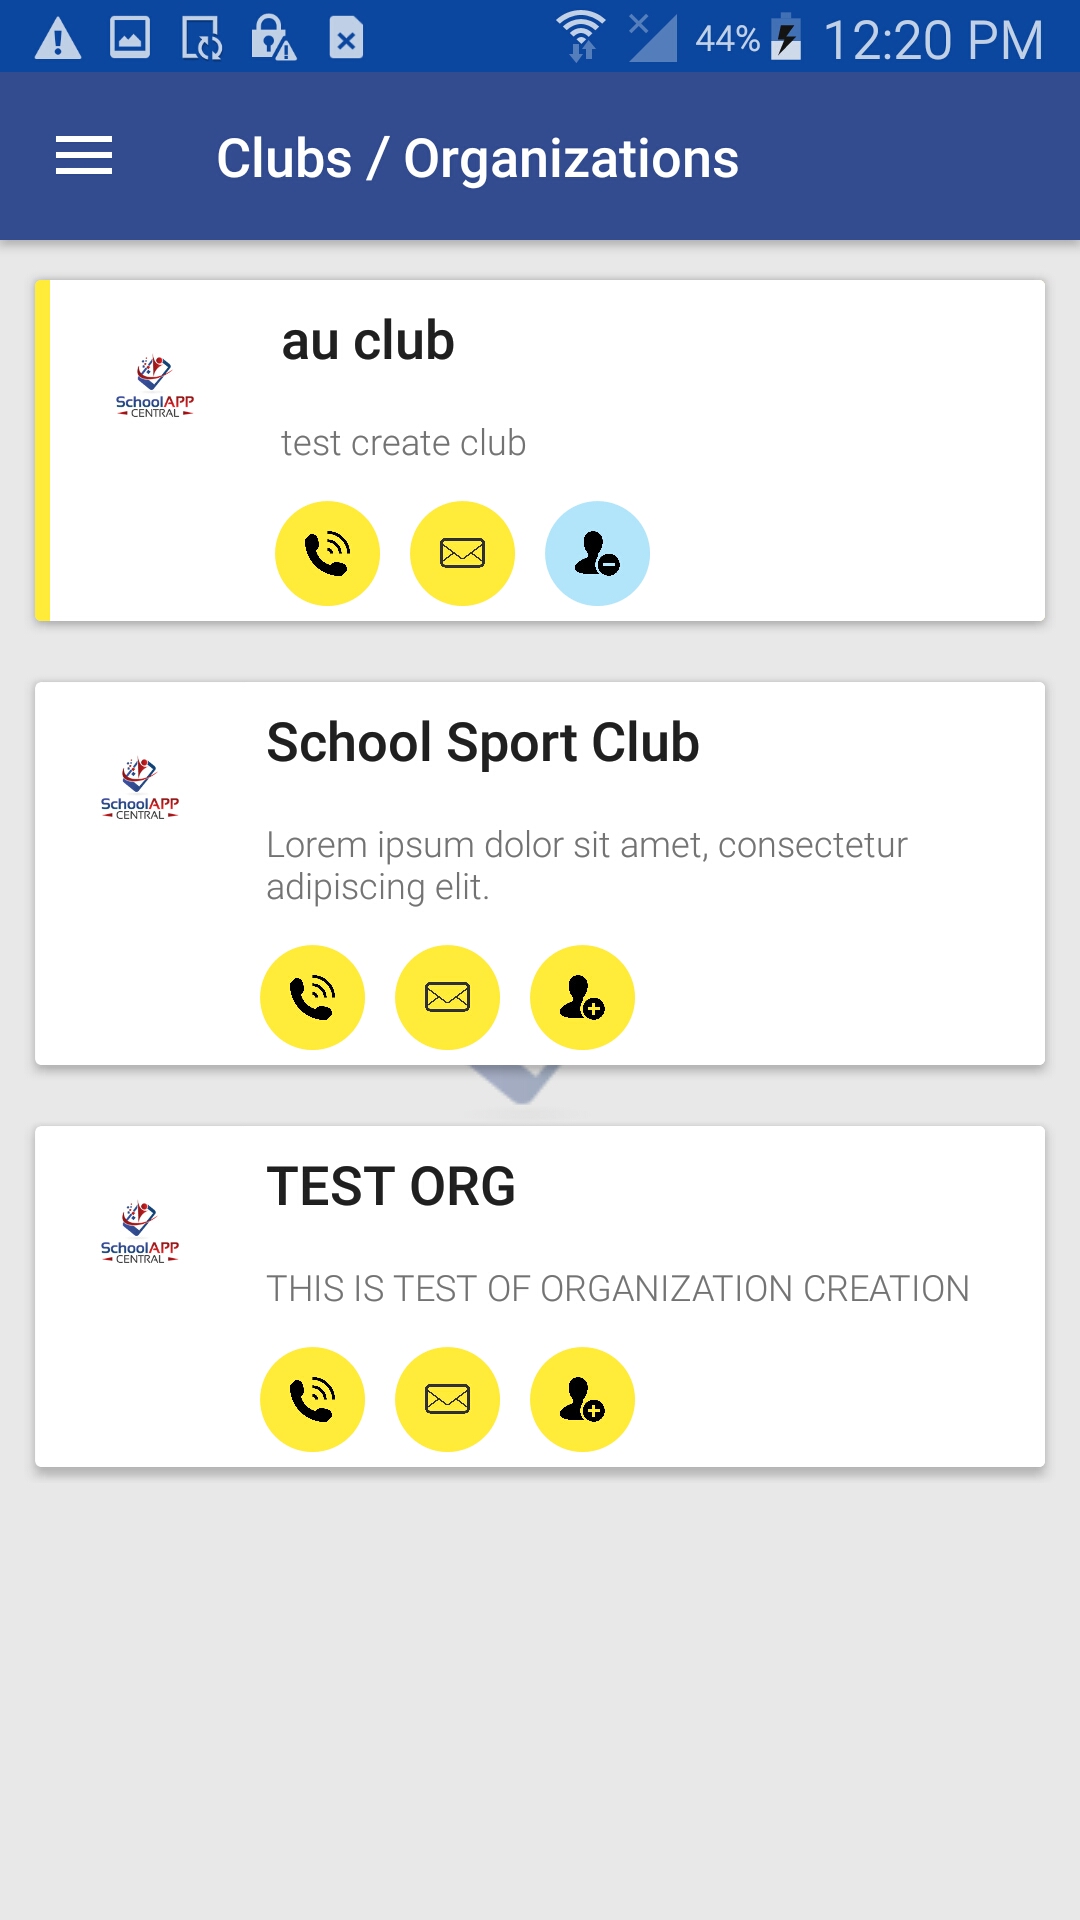 44% 12:20 PM
Clubs / Organizations
au club
SchoolAPP
CENTRAL
test create club
School Sport Club
SchoolAPP
CENTRAL
Lorem ipsum dolor sit amet, consectetur
adipiscing elit.
TEST ORG
SchoolAPP
CENTRAL
THIS IS TEST OF ORGANIZATION CREATION